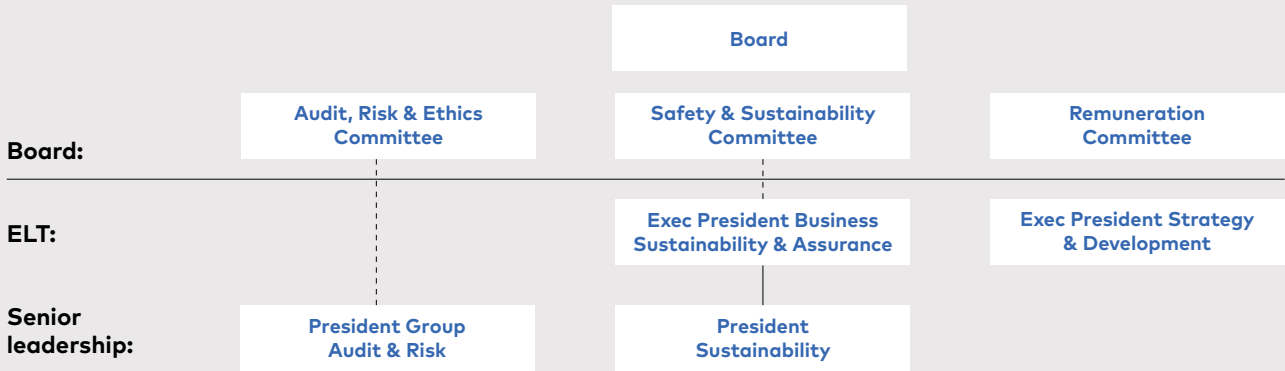 Board
Board:
Audit, Risk & Ethics
Committee
Safety & Sustainability
Committee
Remuneration
Committee
ELT:
Exec President Business
Sustainability & Assurance
Exec President Strategy
& Development
Senior
leadership:
President Group
Audit & Risk
President
Sustainability